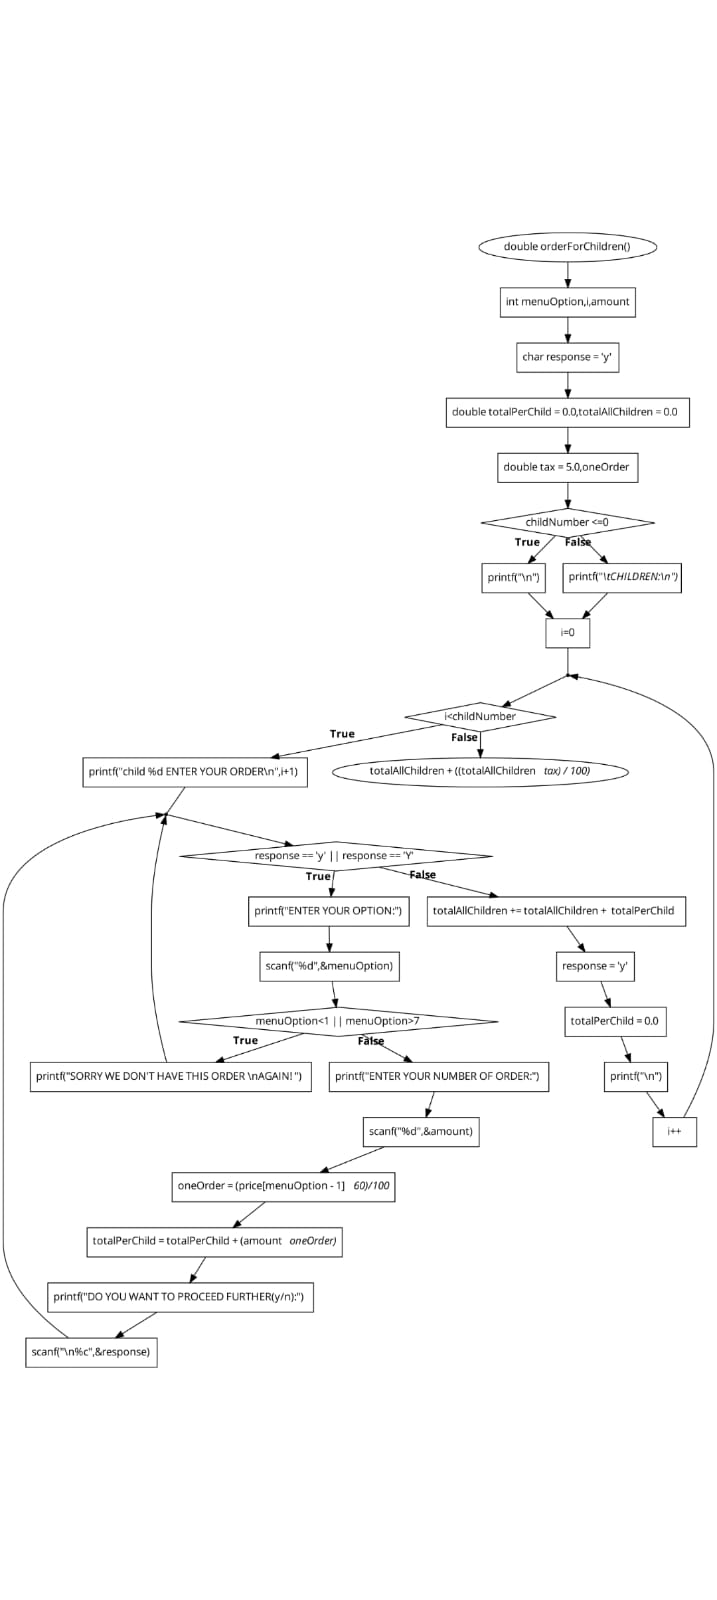 double orderForChildren()
int menuOption,i,amount
char response = 'y'
double totalPerChild = 0.0,totalAllChildren = 0.0
double tax = 5.0,oneOrder
childNumber <=0
True
False
printf("\n")
printf("\tCHILDREN:\n")
i=0
i<childNumber
True
False
printf("child %d ENTER YOUR ORDER\n",i+1)
totalAllChildren + ((totalAllChildren tax) / 100)
response == 'y' || response == 'Y'
True
False
printf("ENTER YOUR OPTION:")
totalAllChildren += totalAllChildren + totalPerChild
scanf("%d",&menuOption)
response = 'y'
menuOption<1 || menuOption>7
totalPerChild = 0.0
True
False
printf("SORRY WE DON'T HAVE THIS ORDER \nAGAIN! ")
printf("ENTER YOUR NUMBER OF ORDER:")
printf("\n")
scanf("%d",&amount)
i++
oneOrder = (price[menuOption - 1] 60)/100
totalPerChild = totalPerChild + (amount oneOrder)
printf("DO YOU WANT TO PROCEED FURTHER(y/n):")
scanf("\n%c",&response)